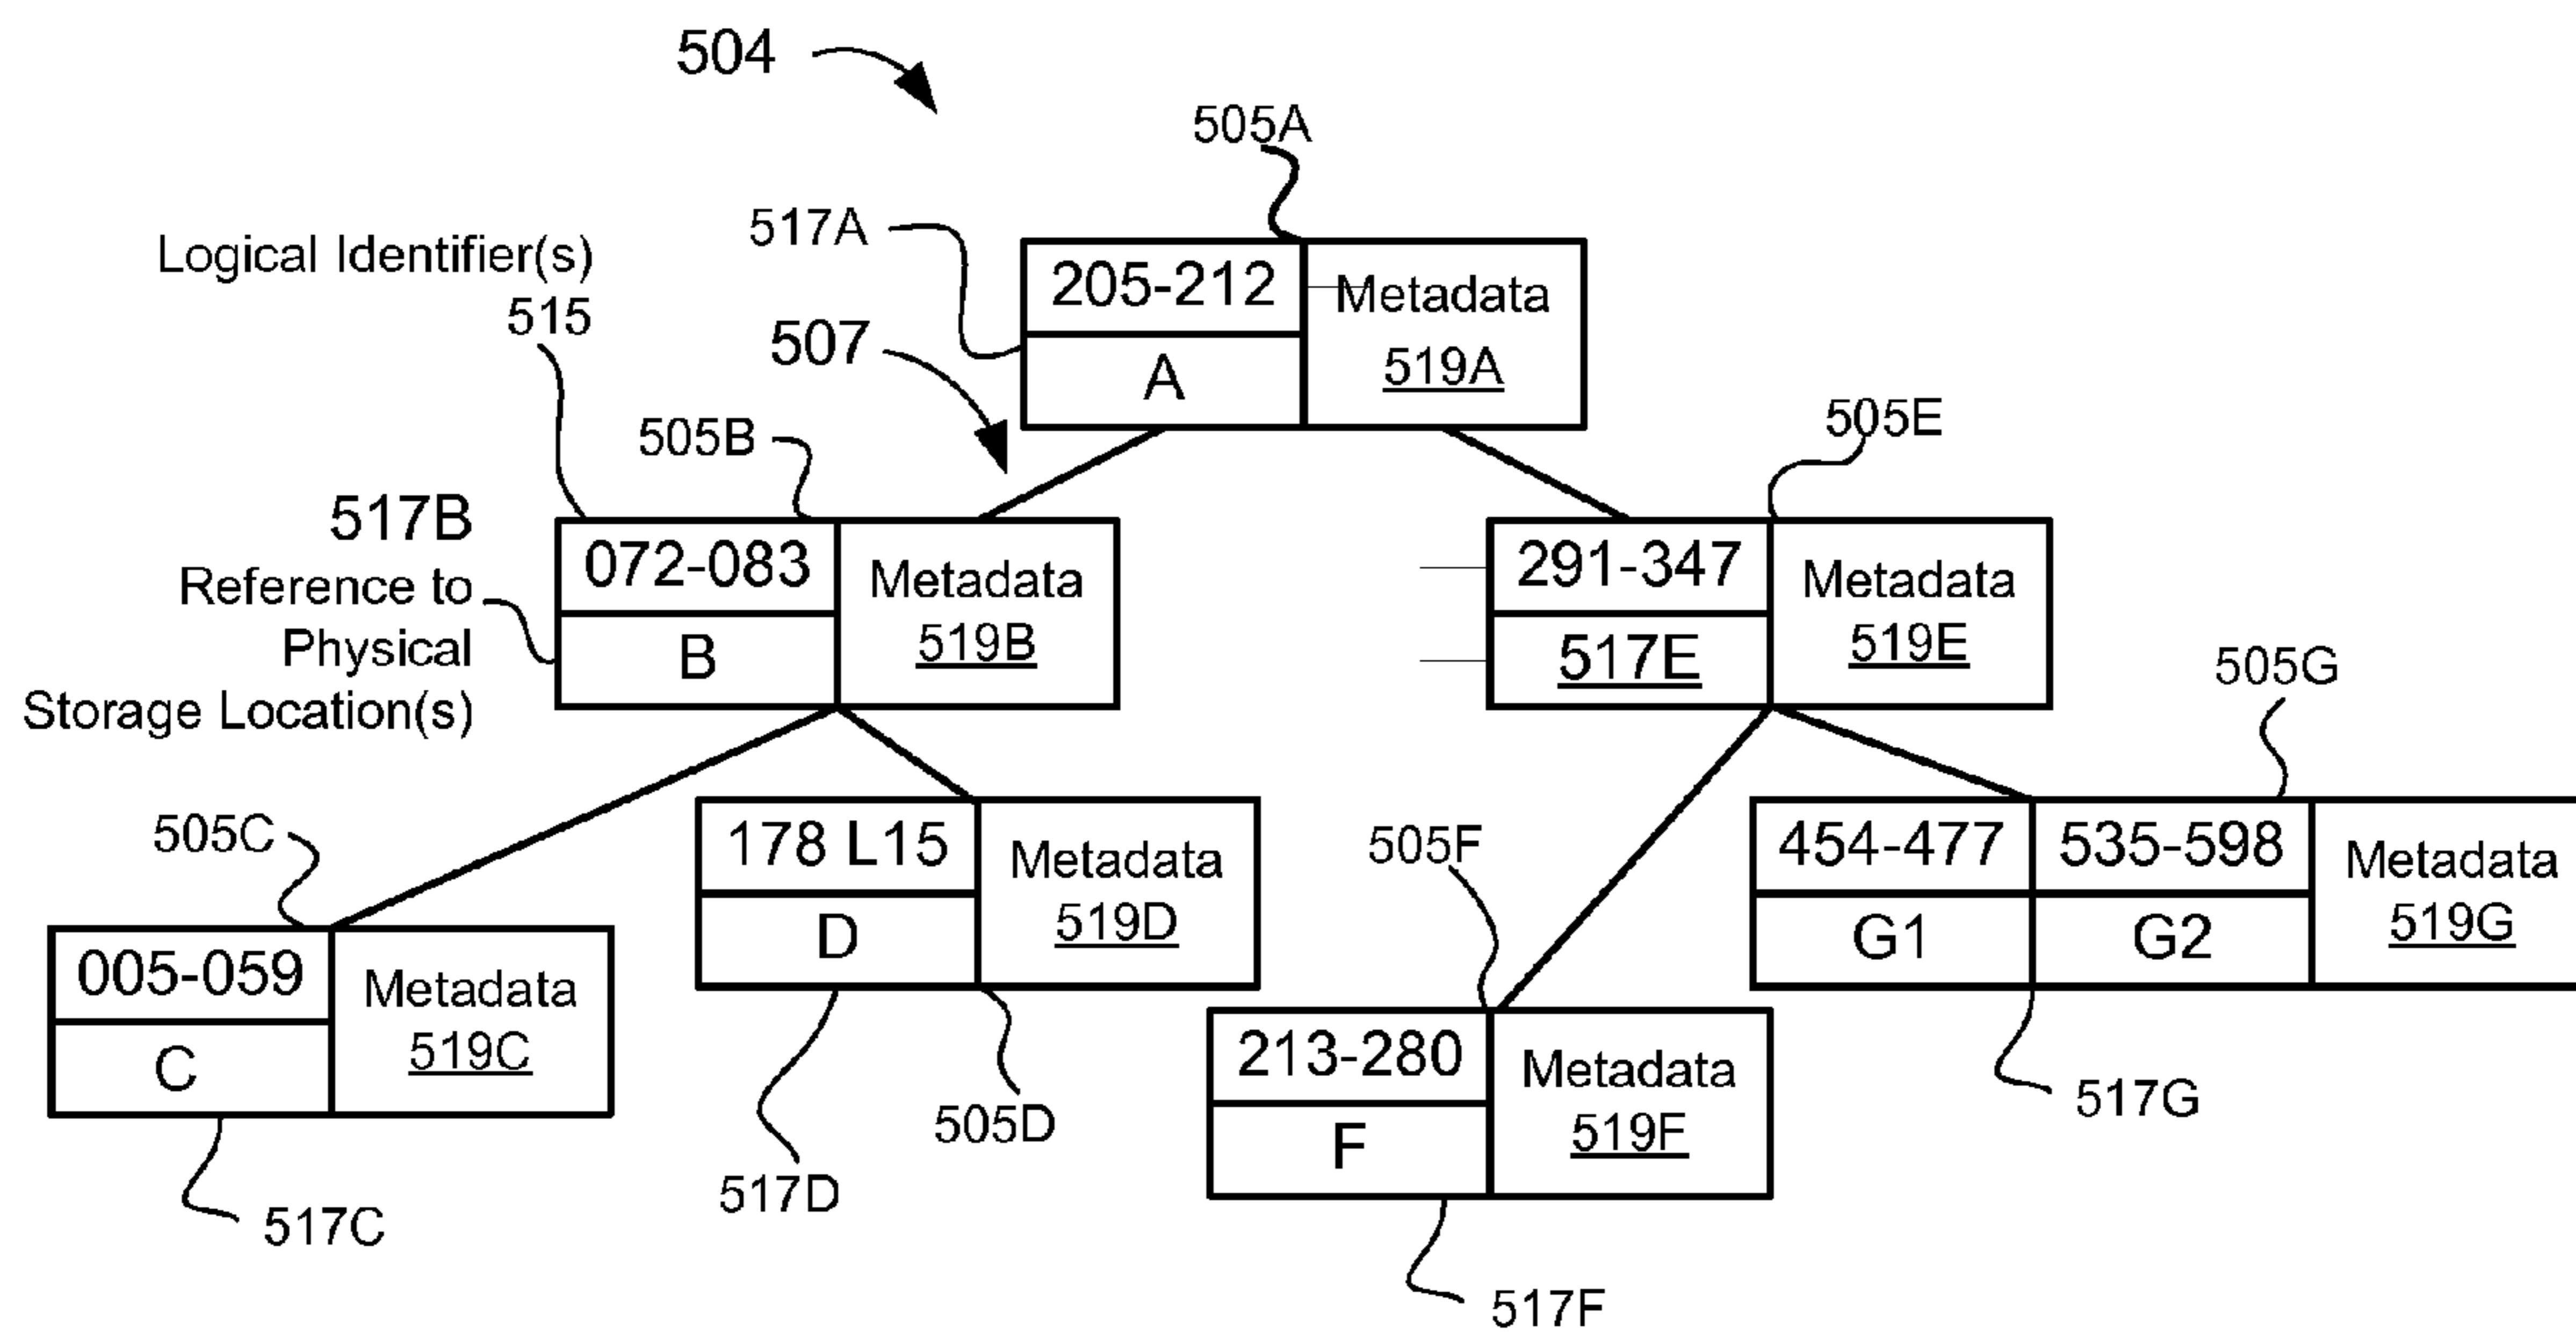 504
505A
517A
Logical Identifier(s)
515
205-212
Metadata
519A
A
507
505B
505E
517B
Reference to
Physical
Storage Location(s)
072-083
Metadata
519B
B
291-347
Metadata
519E
517E
505G
505C
178 L15
Metadata
519D
D
505F
454-477
535-598
Metadata
519G
G1
G2
005-059
Metadata
519C
C
213-280
Metadata
519F
F
505D
517G
517D
517C
517F